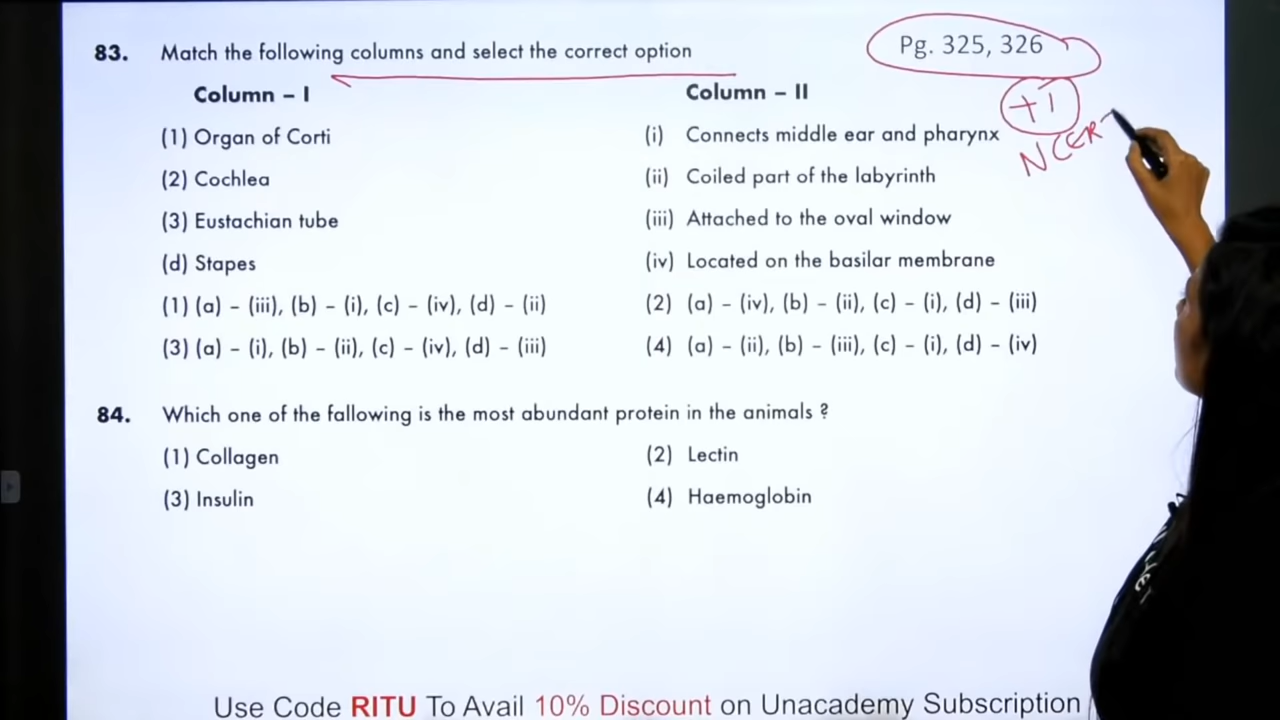 83. Match the following columns and select the correct option
Pg. 325, 326
Column – I Column – II
+1
(1) Organ of Corti (i) Connects middle ear and pharynx
NCER
(2) Cochlea (ii) Coiled part of the labyrinth
(3) Eustachian tube (iii) Attached to the oval window
(d) Stapes (iv) Located on the basilar membrane
(1) (a) – (iii), (b) – (i), (c) – (iv), (d) – (ii) (2) (a) – (iv), (b) – (ii), (c) – (i), (d) – (iii)
(3) (a) – (i), (b) – (ii), (c) – (iv), (d) – (iii) (4) (a) – (ii), (b) – (iii), (c) – (i), (d) – (iv)
84. Which one of the fallowing is the most abundant protein in the animals ?
(1) Collagen (2) Lectin
(3) Insulin (4) Haemoglobin
Use Code RITU To Avail 10% Discount on Unacademy Subscription